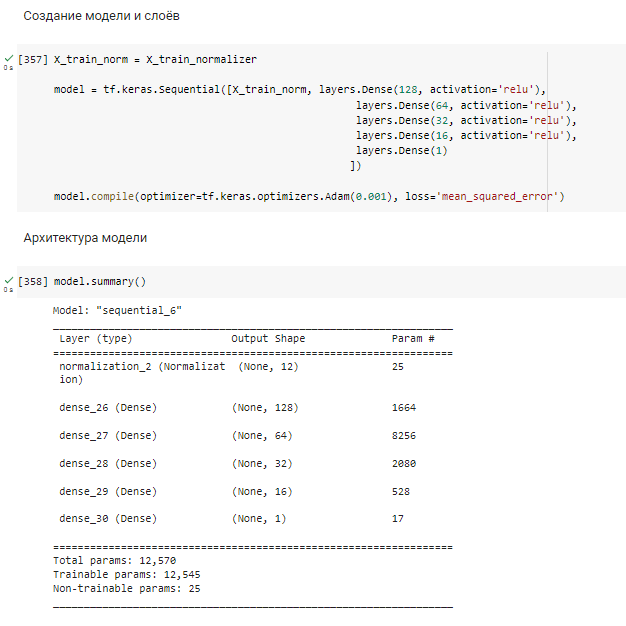 Создание модели и слоёв
[357] X_train_norm = X_train_normalizer
0s
model = tf.keras.Sequential([X_train_norm, layers.Dense(128, activation='relu'),
layers.Dense(64, activation='relu'),
layers.Dense(32, activation='relu'),
layers.Dense(16, activation='relu'),
layers.Dense(1)
])
model.compile(optimizer=tf.keras.optimizers.Adam(0.001), loss='mean_squared_error')
Архитектура модели
[358] model.summary()
0s
Model: "sequential_6"
_________________________________________________________________
Layer (type) Output Shape Param #
=================================================================
normalization_2 (Normalizat (None, 12) 25
ion)
dense_26 (Dense) (None, 128) 1664
dense_27 (Dense) (None, 64) 8256
dense_28 (Dense) (None, 32) 2080
dense_29 (Dense) (None, 16) 528
dense_30 (Dense) (None, 1) 17
=================================================================
Total params: 12,570
Trainable params: 12,545
Non-trainable params: 25
_________________________________________________________________